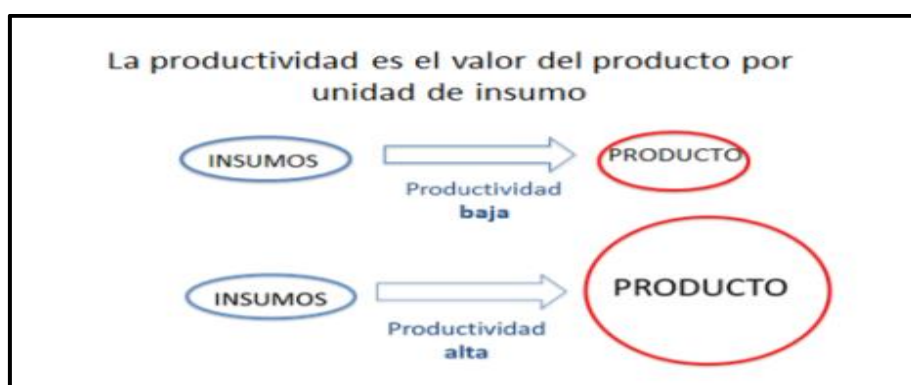 La productividad es el valor del producto por
unidad de insumo
INSUMOS
PRODUCTO
Productividad
baja
INSUMOS
PRODUCTO
Productividad
alta